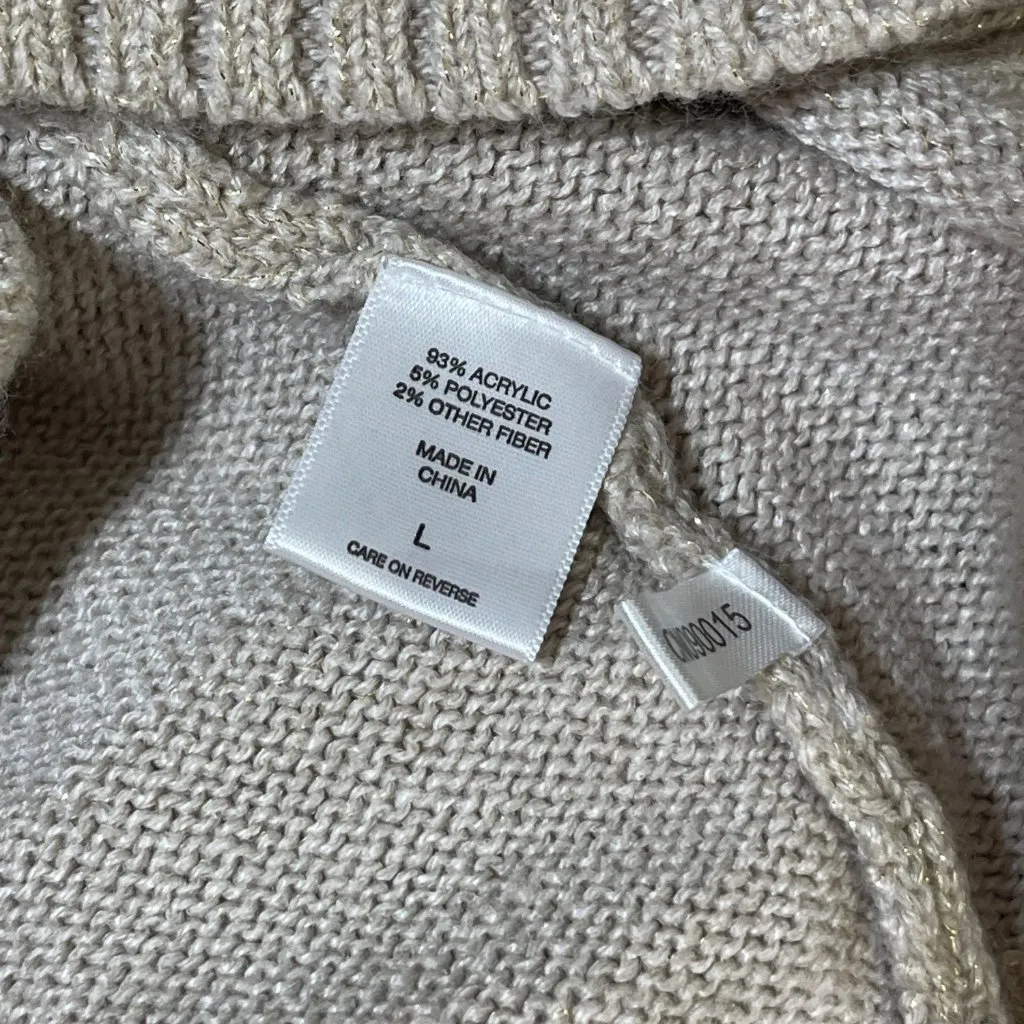 93% ACRYLIC
5% POLYESTER
2% OTHER FIBER
MADE IN
CHINA
L
CARE ON REVERSE
CM90015